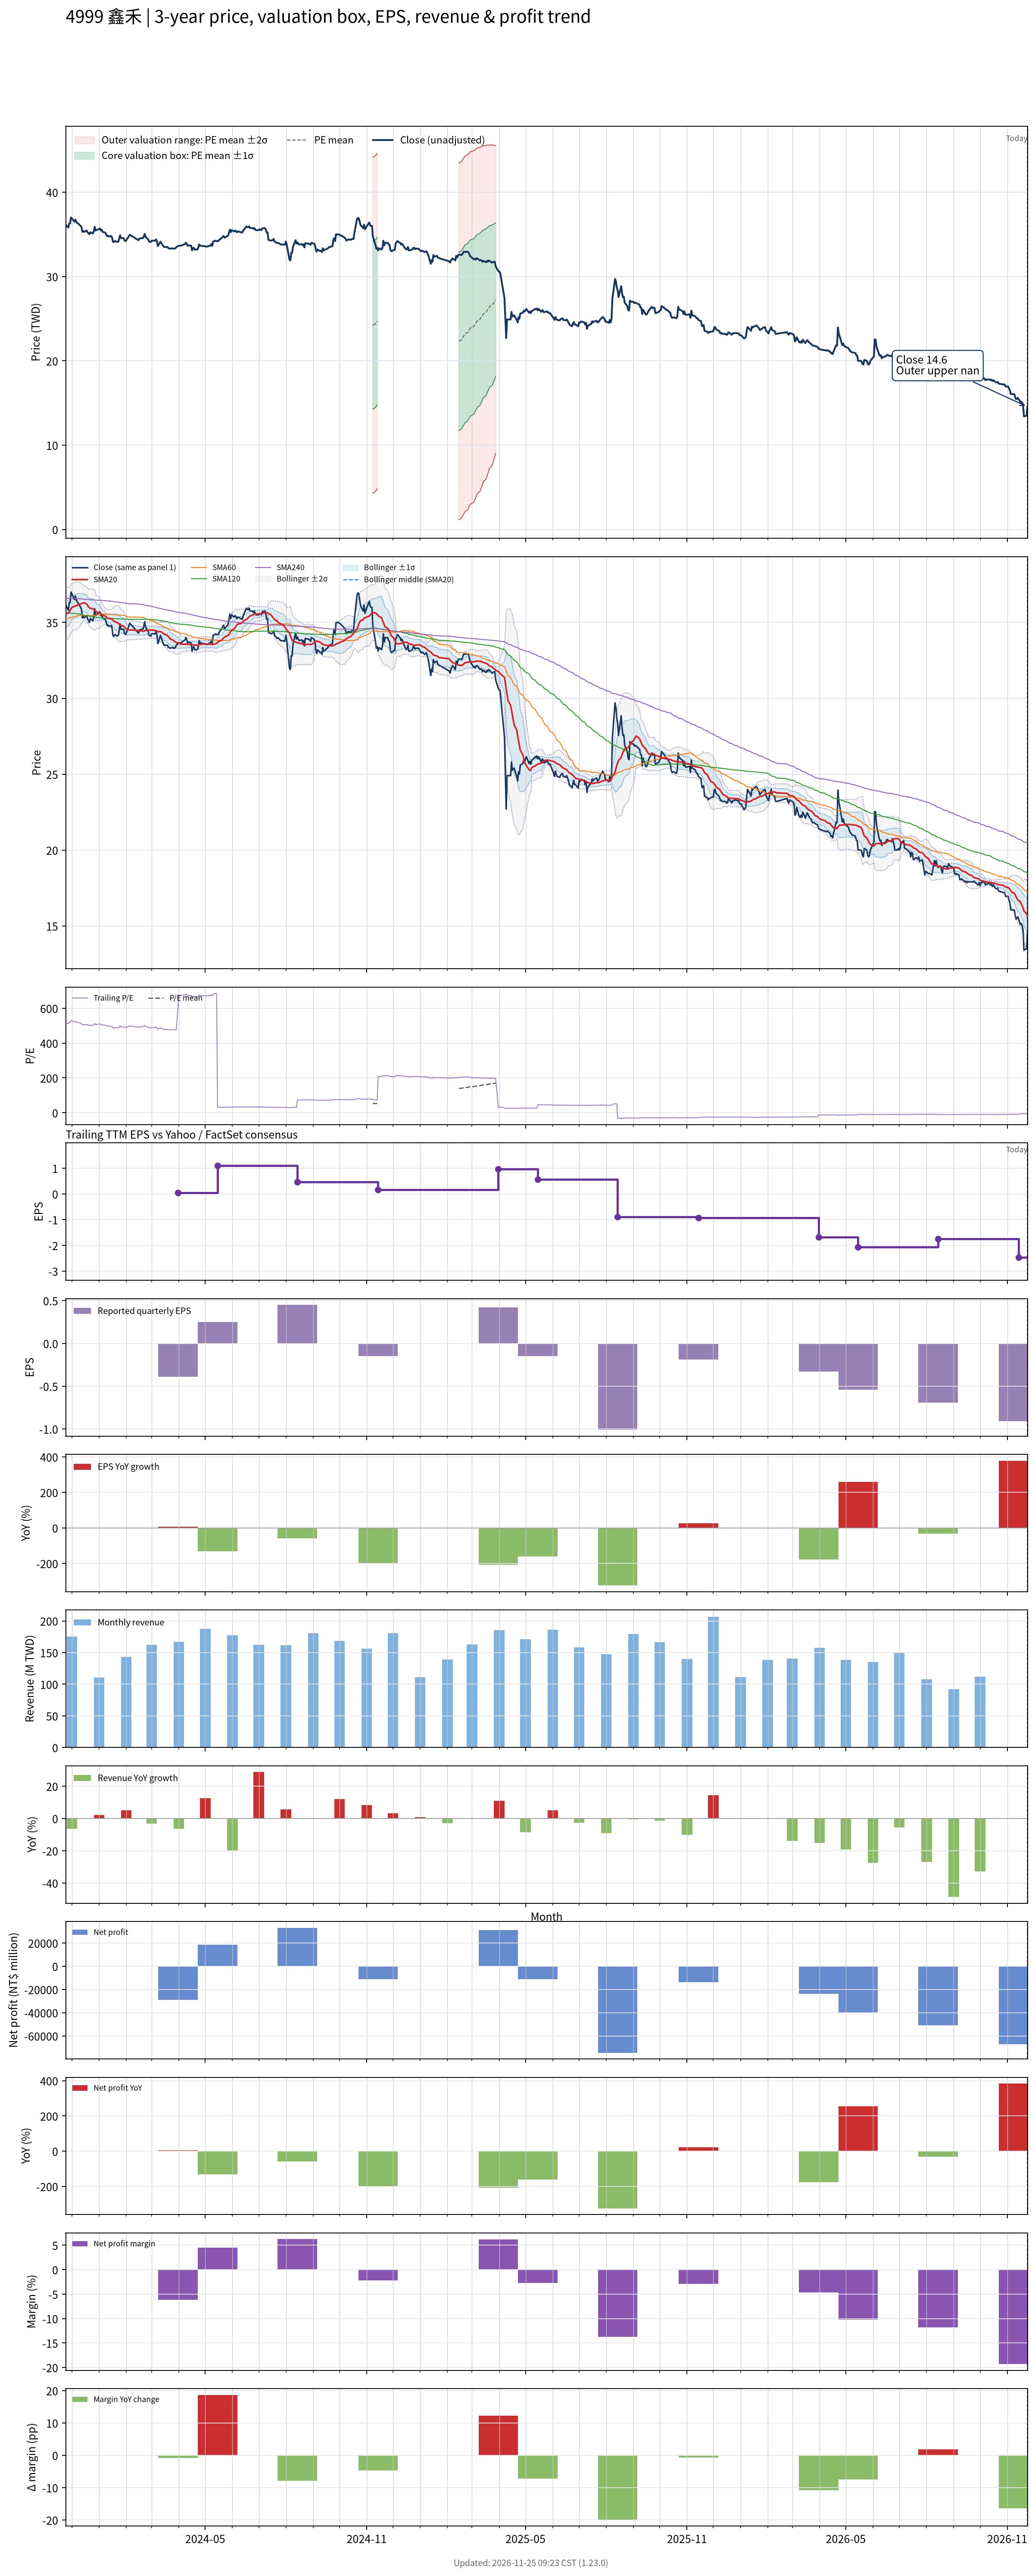 4999 鑫禾 | 3-year price, valuation box, EPS, revenue & profit trend
Outer valuation range: PE mean ±2σ
PE mean
Close (unadjusted)
Core valuation box: PE mean ±1σ
Today
Price (TWD)
40
30
20
10
0
Close 14.6
Outer upper nan
Close (same as panel 1)
SMA20
SMA60
SMA120
SMA240
Bollinger ±2σ
Bollinger ±1σ
Bollinger middle (SMA20)
Price
35
30
25
20
15
Trailing P/E
P/E mean
P/E
600
400
200
0
Trailing TTM EPS vs Yahoo / FactSet consensus
Today
EPS
1
0
-1
-2
-3
Reported quarterly EPS
EPS
0.5
0.0
-0.5
-1.0
EPS YoY growth
YoY (%)
400
200
0
-200
Monthly revenue
Revenue (M TWD)
200
150
100
50
0
Revenue YoY growth
YoY (%)
20
0
-20
-40
Month
Net profit
Net profit (NT$ million)
20000
0
-20000
-40000
-60000
Net profit YoY
YoY (%)
400
200
0
-200
Net profit margin
Margin (%)
5
0
-5
-10
-15
-20
Margin YoY change
Δ margin (pp)
20
10
0
-10
-20
2024-05
2024-11
2025-05
2025-11
2026-05
2026-11
Updated: 2026-11-25 09:23 CST (1.23.0)